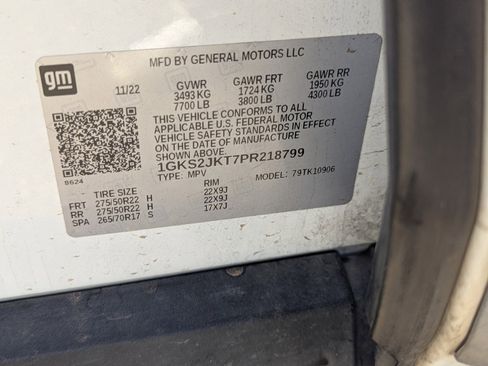 gm
MFD BY GENERAL MOTORS LLC
11/22 GVWR GAWR FRT GAWR RR
3493 KG 1724 KG 1950 KG
7700 LB 3800 LB 4300 LB
THIS VEHICLE CONFORMS TO ALL
APPLICABLE U.S. FEDERAL MOTOR
VEHICLE SAFETY STANDARDS IN EFFECT
ON THE DATE OF MANUFACTURE
1GKS2JKT7PR218799
8624 TYPE: MPV 79TK10906
TIRE SIZE RIM
FRT 275/50R22 H 22X9J
RR 275/50R22 H 22X9J
SPA 265/70R17 S 17X7J